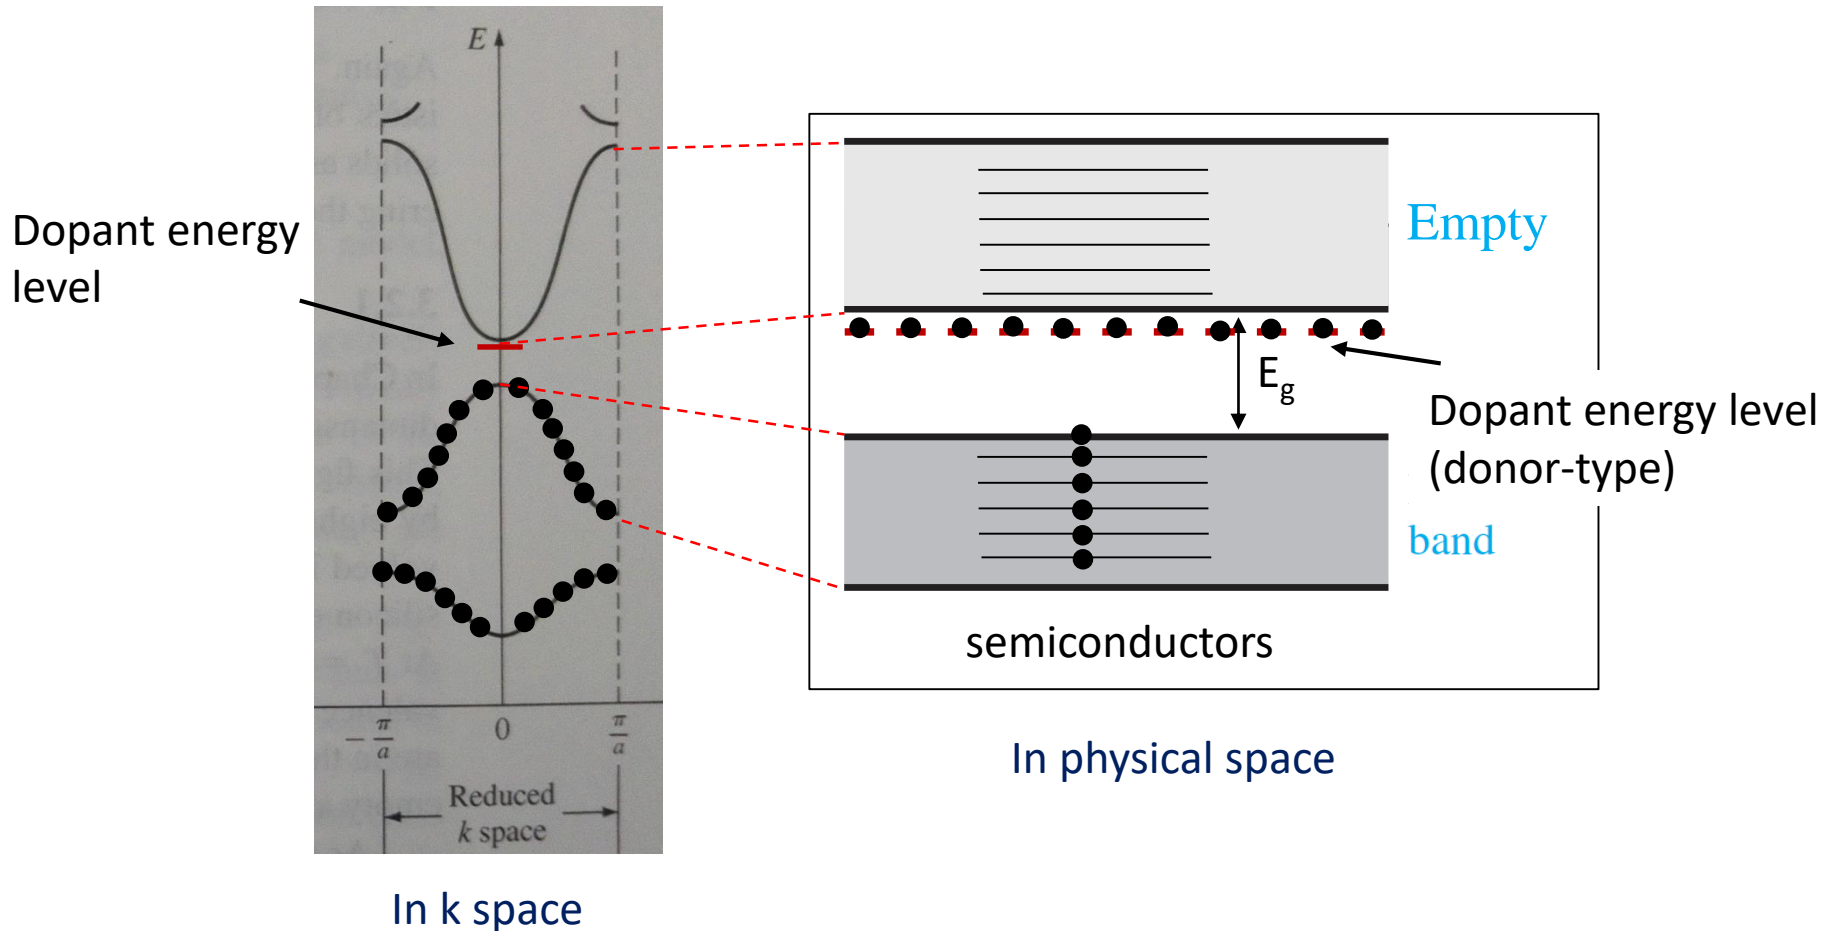 E
Dopant energy
level
Empty
E_g
Dopant energy level
(donor-type)
band
semiconductors
− π/a
0
π/a
Reduced
k space
In physical space
In k space